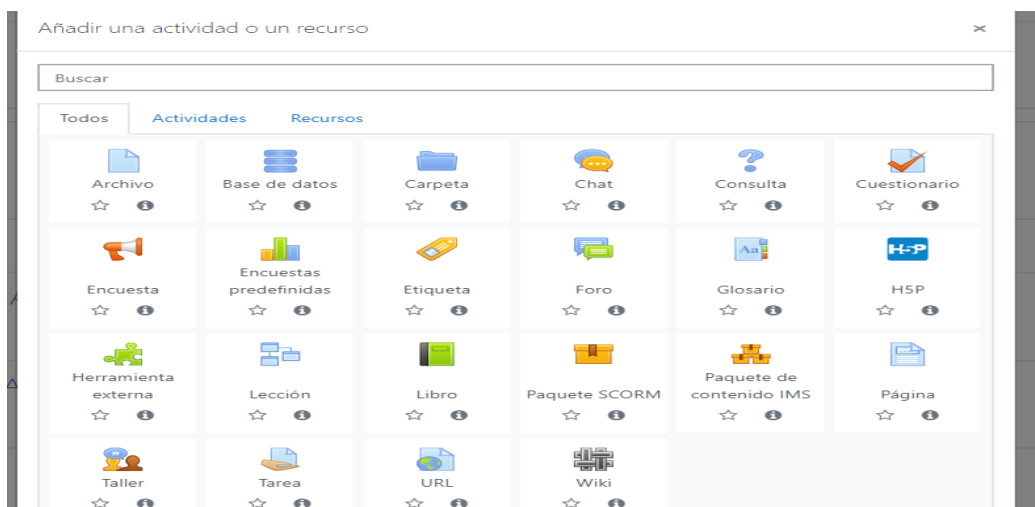 Añadir una actividad o un recurso ×
Buscar
Todos Actividades Recursos
Archivo Base de datos Carpeta Chat Consulta Cuestionario
Encuesta Encuestas predefinidas Etiqueta Foro Glosario H5P
Herramienta externa Lección Libro Paquete SCORM Paquete de contenido IMS Página
Taller Tarea URL Wiki